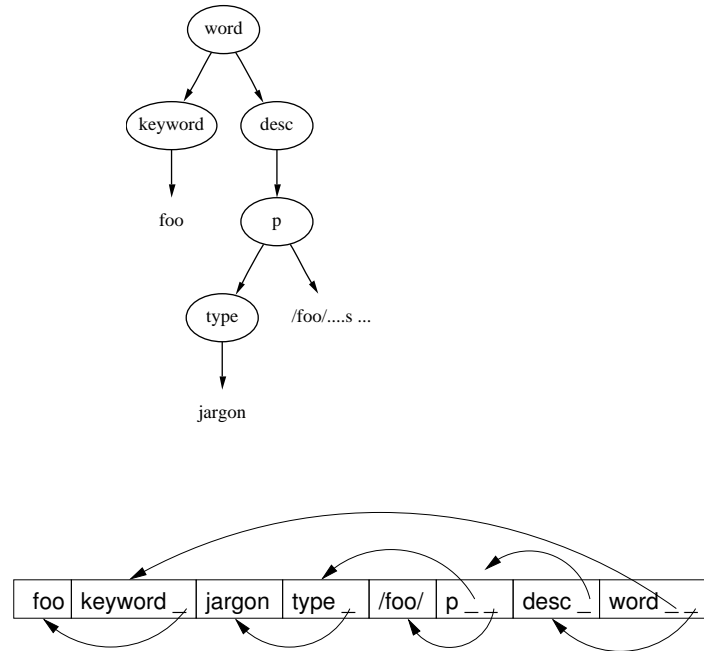 word
keyword desc
foo p
type /foo/....s ...
jargon
foo keyword _ jargon type _ /foo/ p _ _ desc _ word _ _